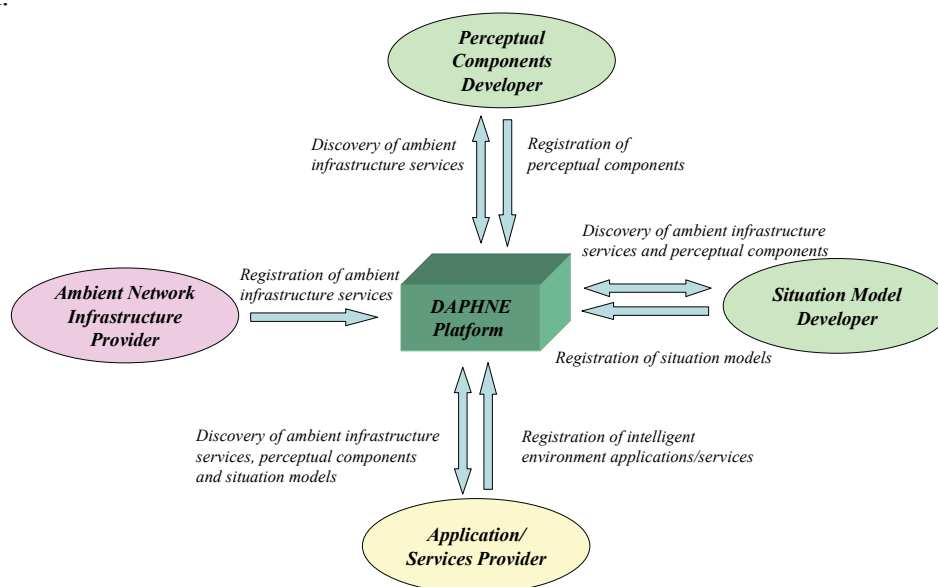 Perceptual
Components
Developer
Discovery of ambient
infrastructure services
Registration of
perceptual components
Discovery of ambient infrastructure
services and perceptual components
Registration of ambient
infrastructure services
Ambient Network
Infrastructure
Provider
DAPHNE
Platform
Situation Model
Developer
Registration of situation models
Discovery of ambient infrastructure
services, perceptual components
and situation models
Registration of intelligent
environment applications/services
Application/
Services Provider